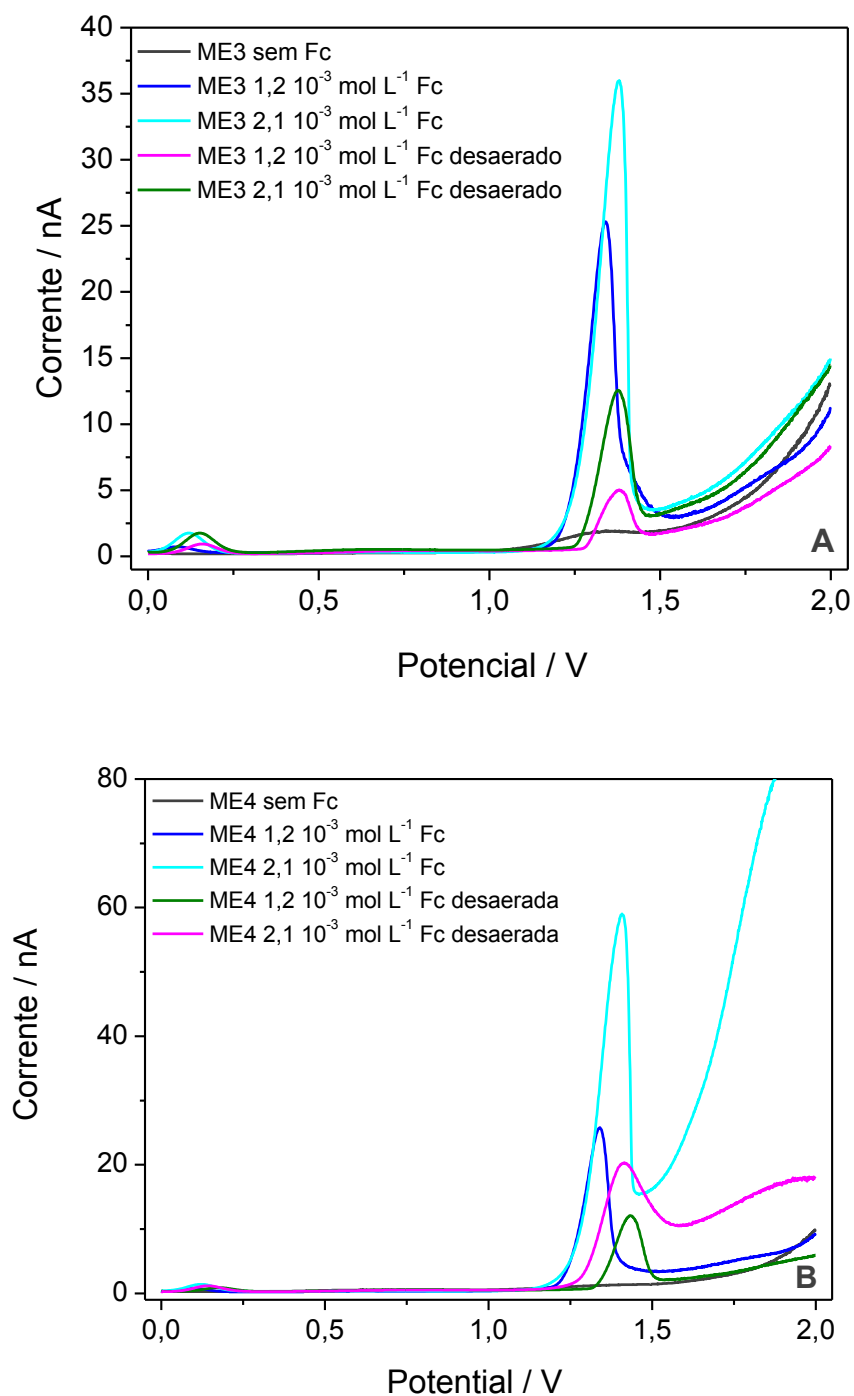 40
35
30
25
20
15
10
5
0
Corrente / nA
ME3 sem Fc
ME3 1,2 10⁻³ mol L⁻¹ Fc
ME3 2,1 10⁻³ mol L⁻¹ Fc
ME3 1,2 10⁻³ mol L⁻¹ Fc desaerado
ME3 2,1 10⁻³ mol L⁻¹ Fc desaerado
A
0,0 0,5 1,0 1,5 2,0
Potencial / V
80
60
40
20
0
Corrente / nA
ME4 sem Fc
ME4 1,2 10⁻³ mol L⁻¹ Fc
ME4 2,1 10⁻³ mol L⁻¹ Fc
ME4 1,2 10⁻³ mol L⁻¹ Fc desaerada
ME4 2,1 10⁻³ mol L⁻¹ Fc desaerada
B
0,0 0,5 1,0 1,5 2,0
Potential / V